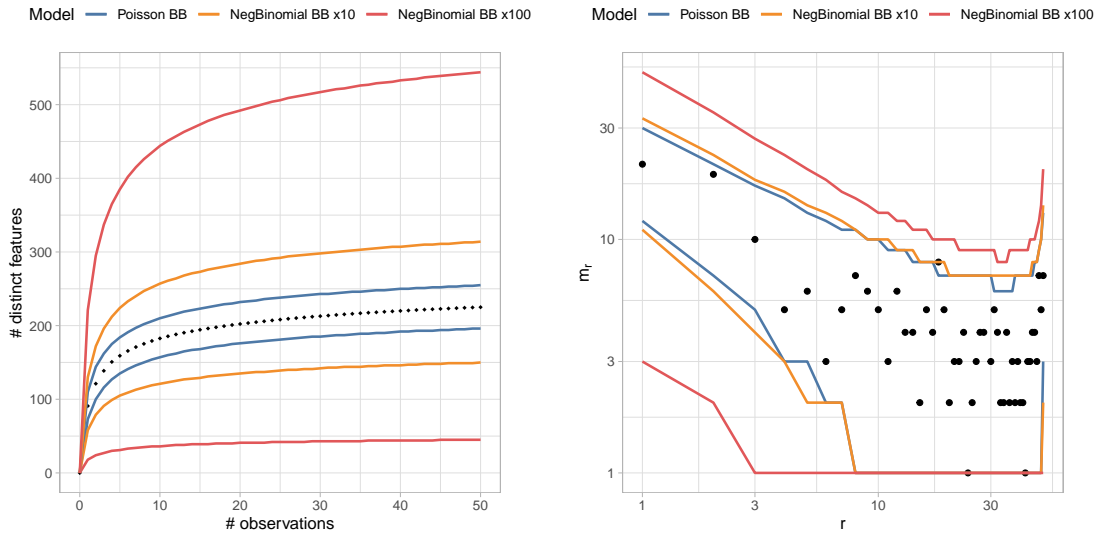 Model Poisson BB NegBinomial BB x10 NegBinomial BB x100
500
400
300
200
100
0
# distinct features
0 10 20 30 40 50
# observations
Model Poisson BB NegBinomial BB x10 NegBinomial BB x100
30
10
3
1
m_r
1 3 10 30
r